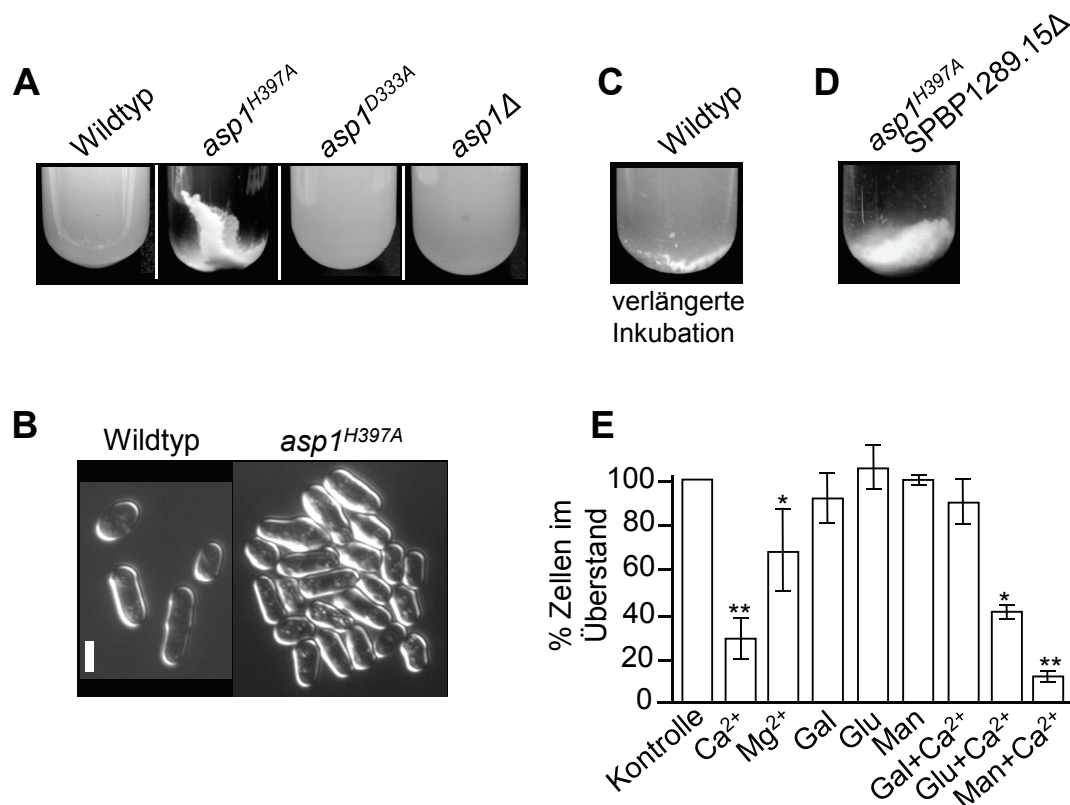 A
Wildtyp
asp1H397A
asp1D333A
asp1Δ
C
Wildtyp
verlängerte
Inkubation
D
asp1H397A
SPBP1289.15Δ
B
Wildtyp
asp1H397A
E
% Zellen im
Überstand
100
80
60
40
20
0
**
*
*
**
Kontrolle
Ca2+
Mg2+
Gal
Glu
Man
Gal+Ca2+
Glu+Ca2+
Man+Ca2+